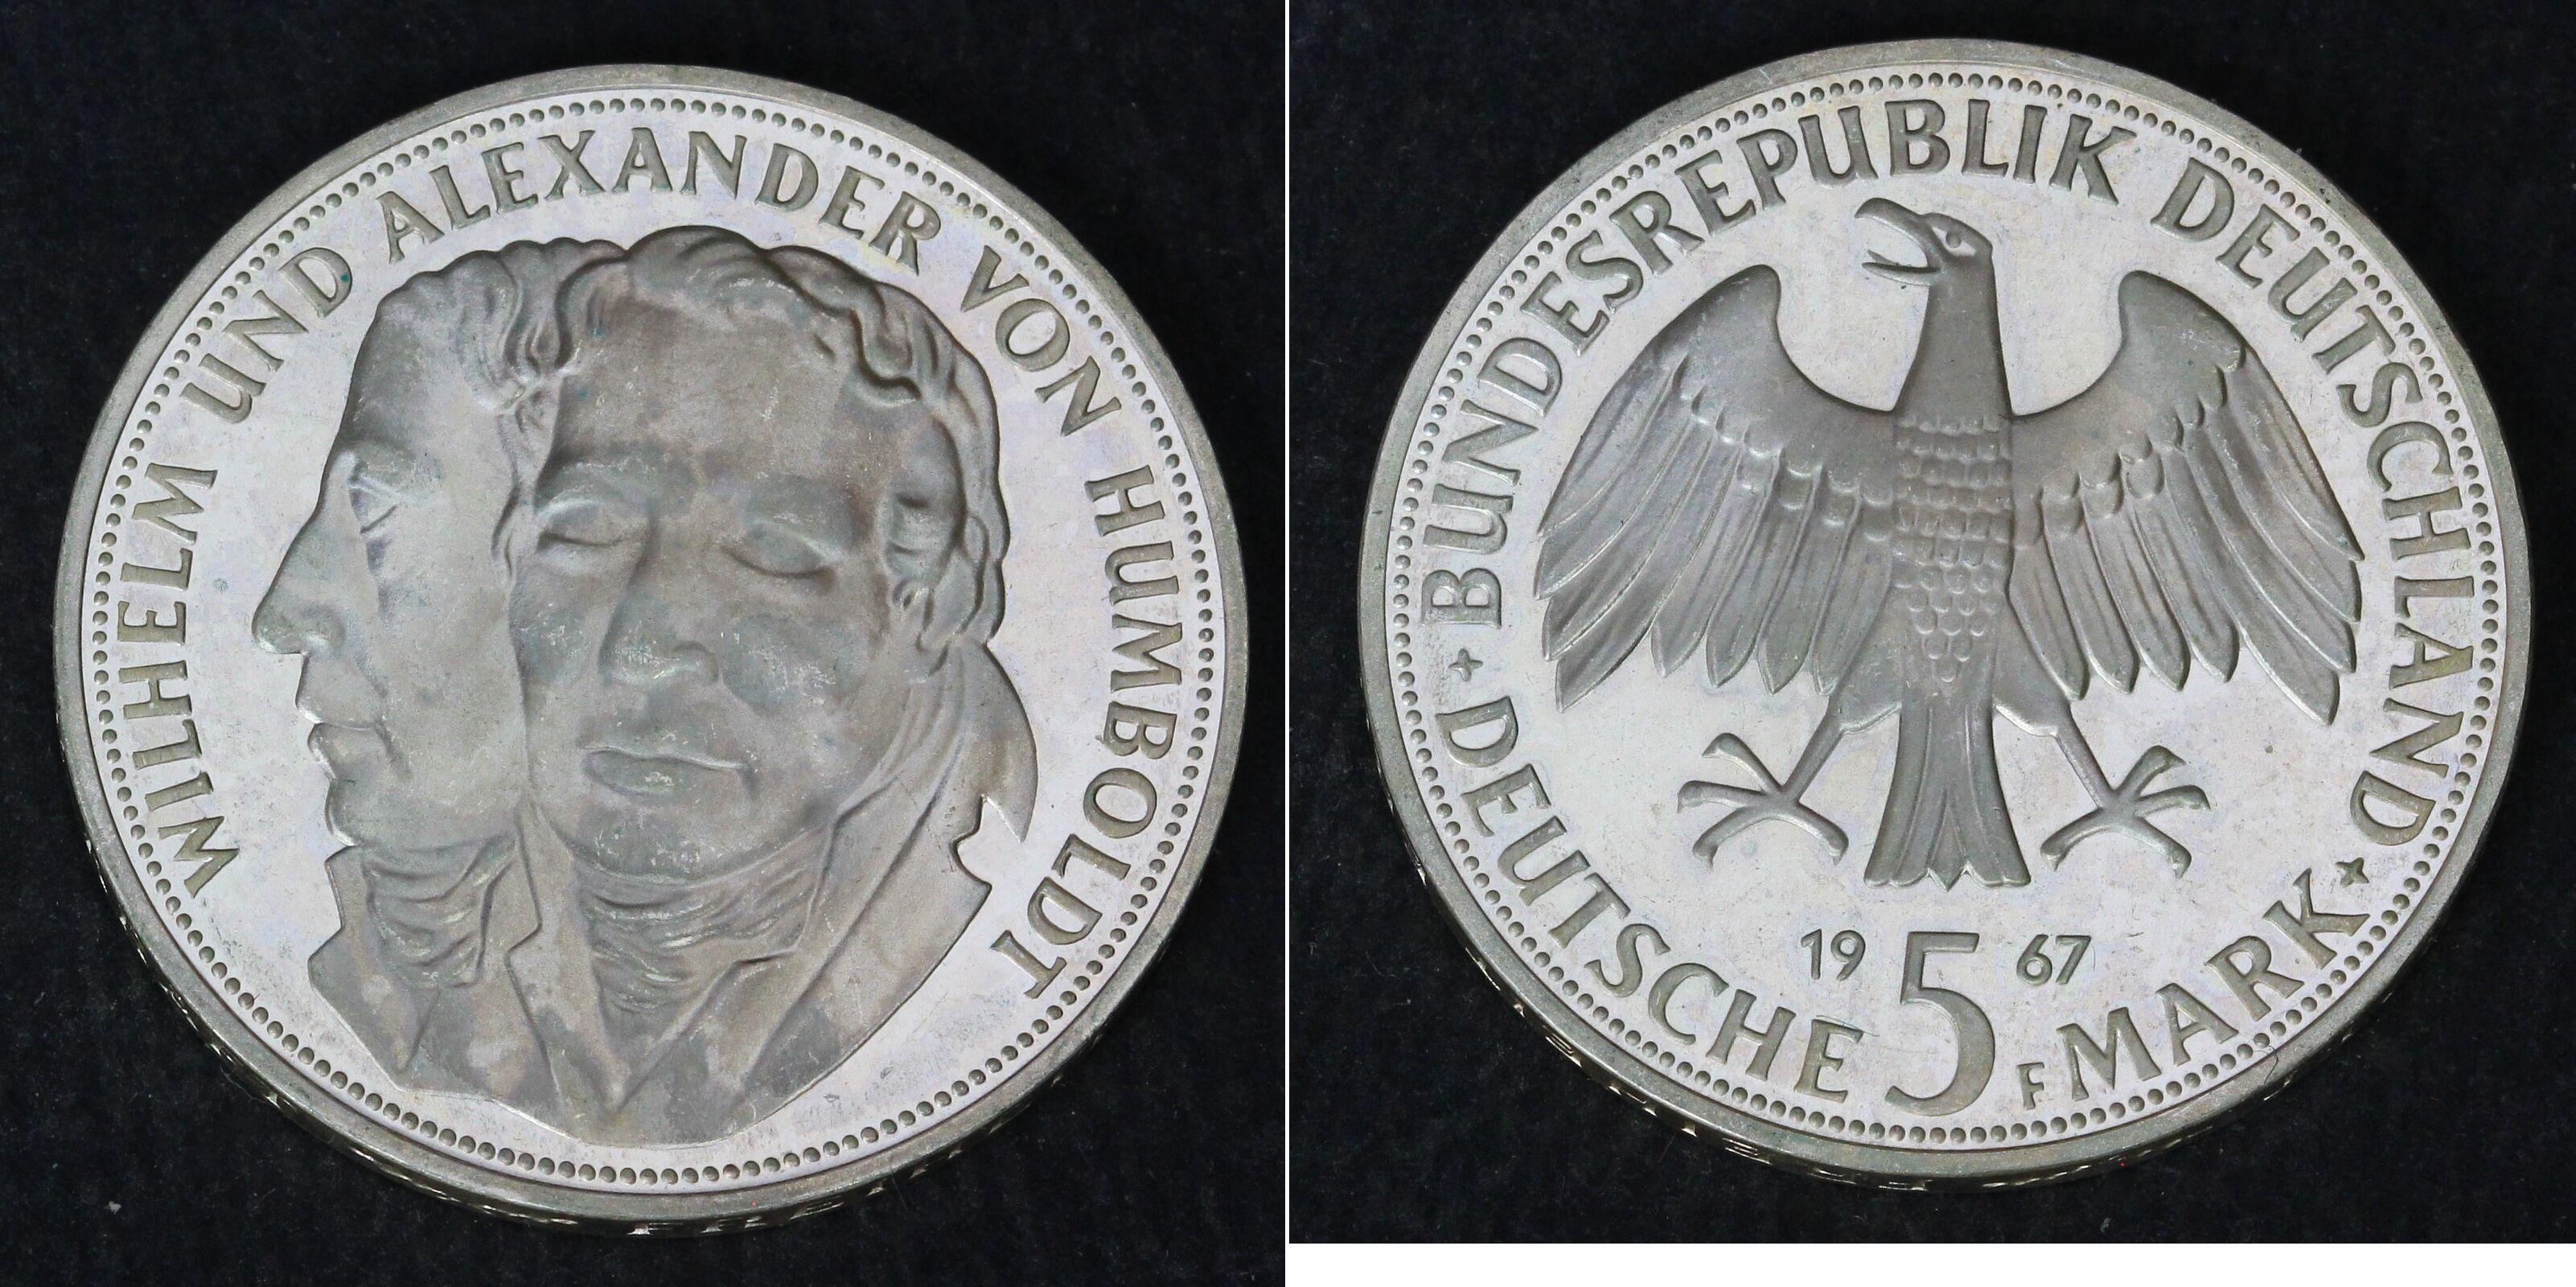 WILHELM UND ALEXANDER VON HUMBOLDT
BUNDESREPUBLIK DEUTSCHLAND
19 67
DEUTSCHE 5 MARK
F